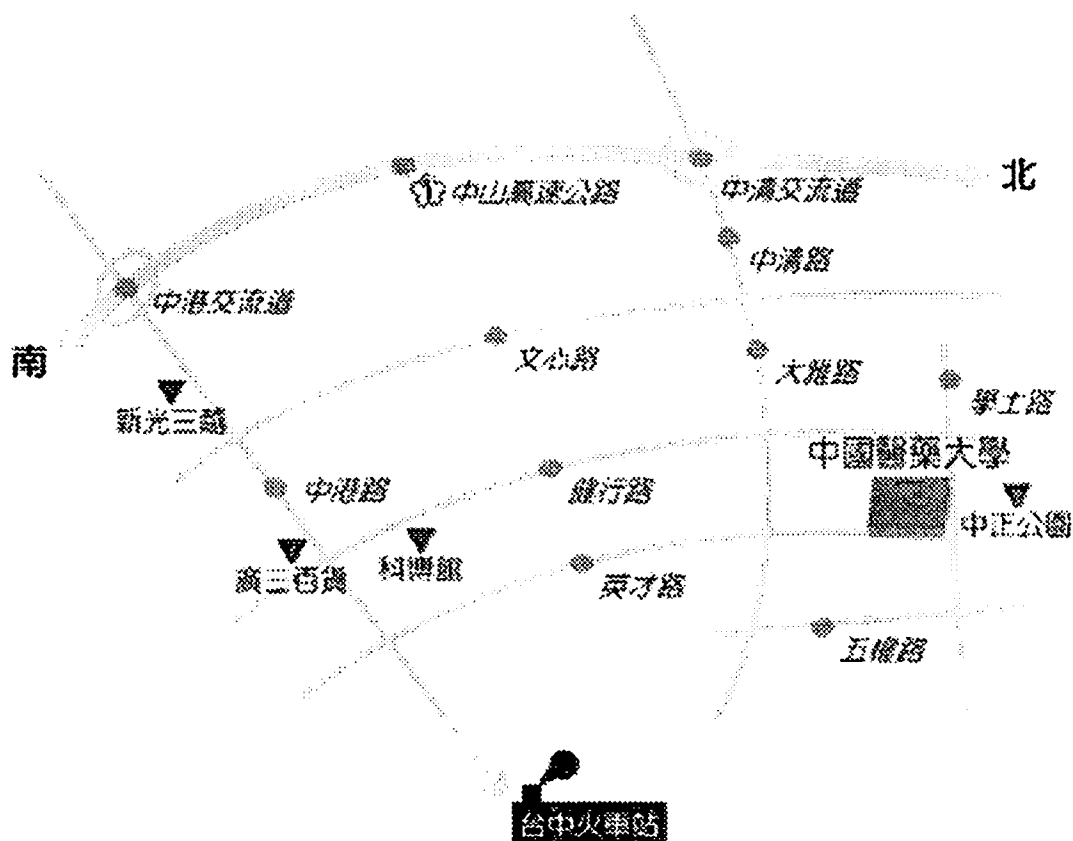 北
1 中山高速公路
中清交流道
中清路
中港交流道
南
文心路
大雅路
學士路
新光三越
中國醫藥大學
中港路
健行路
中正公園
廣三百貨
科博館
英才路
五權路
台中火車站